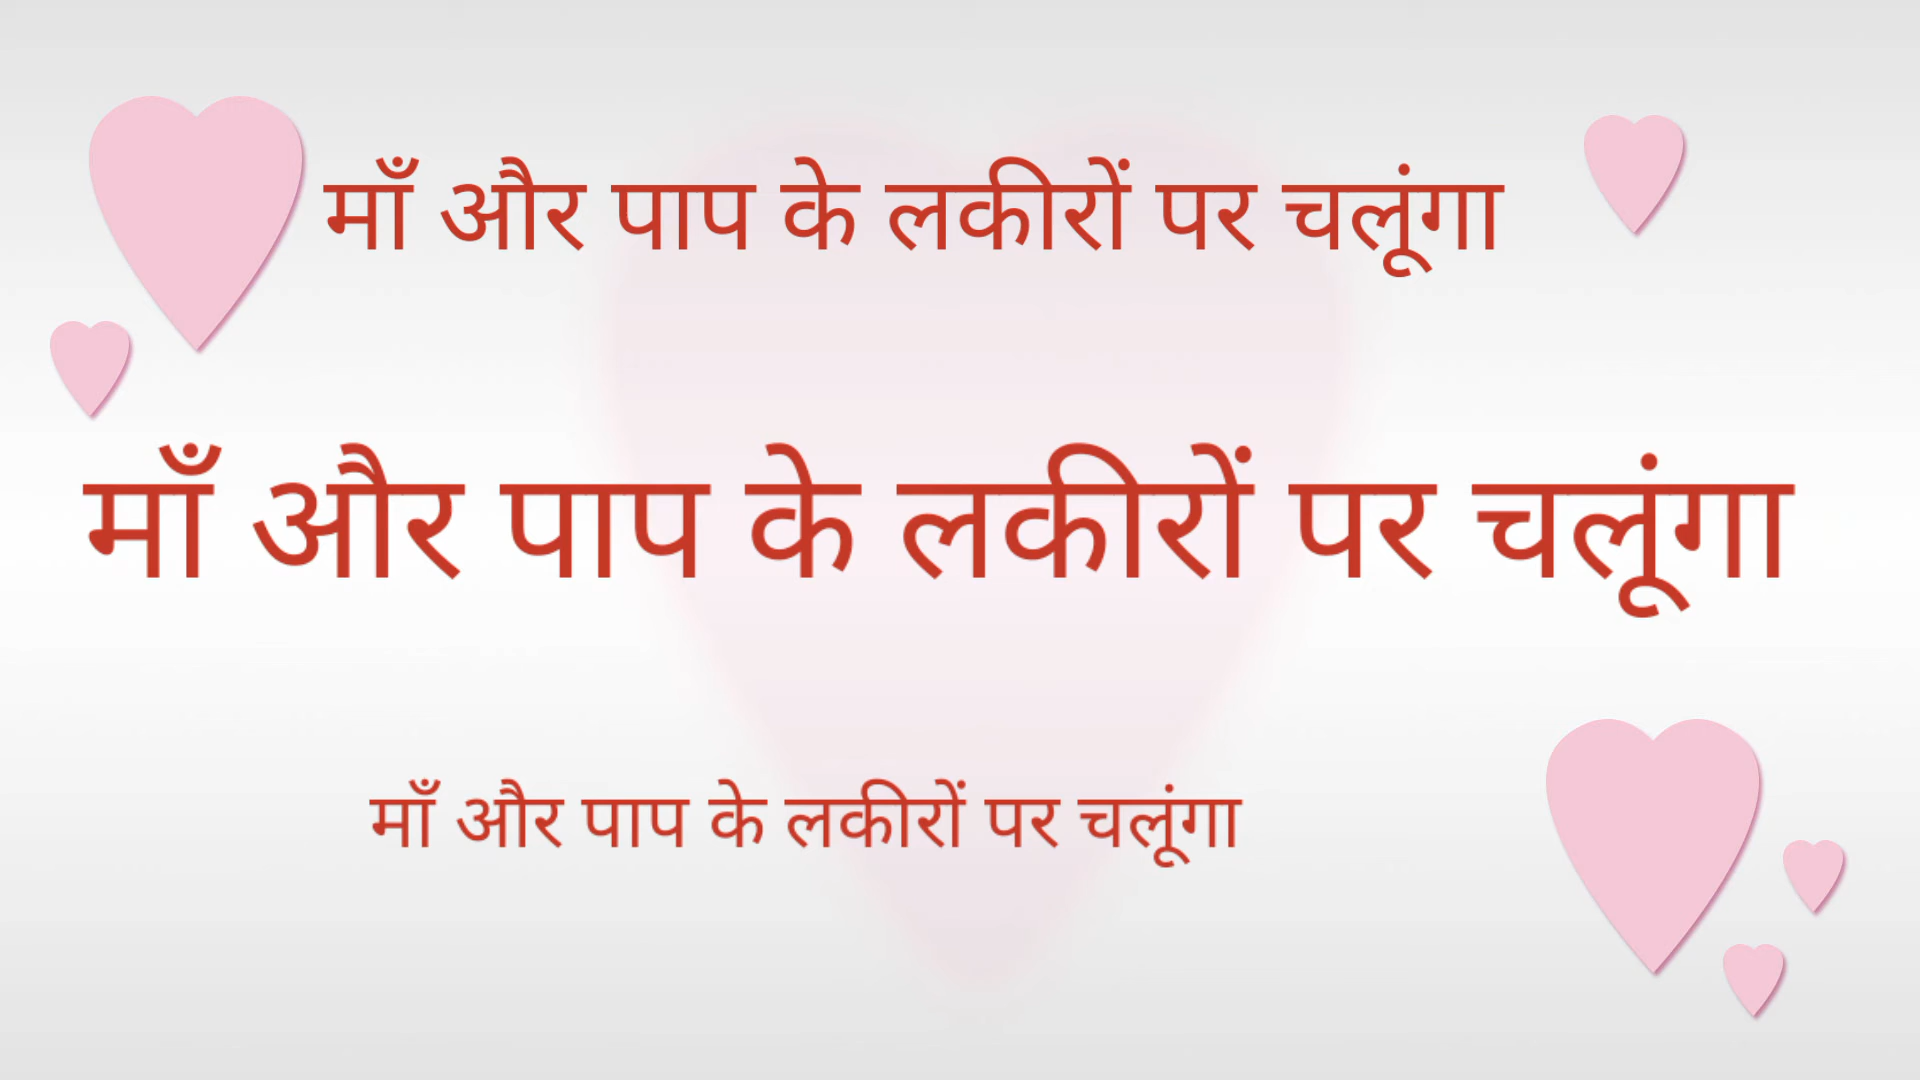 माँ और पाप के लकीरों पर चलूंगा
माँ और पाप के लकीरों पर चलूंगा
माँ और पाप के लकीरों पर चलूंगा